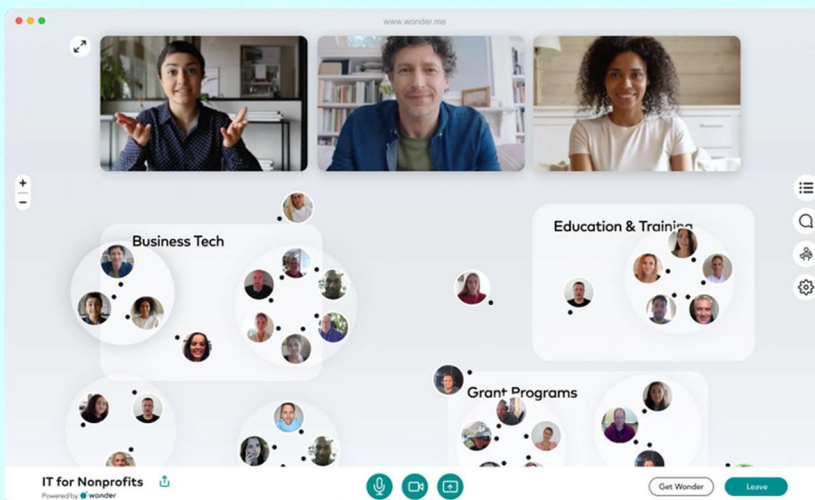 www.wonder.me
Business Tech
Education & Training
Grant Programs
IT for Nonprofits
Powered by wonder
Get Wonder
Leave